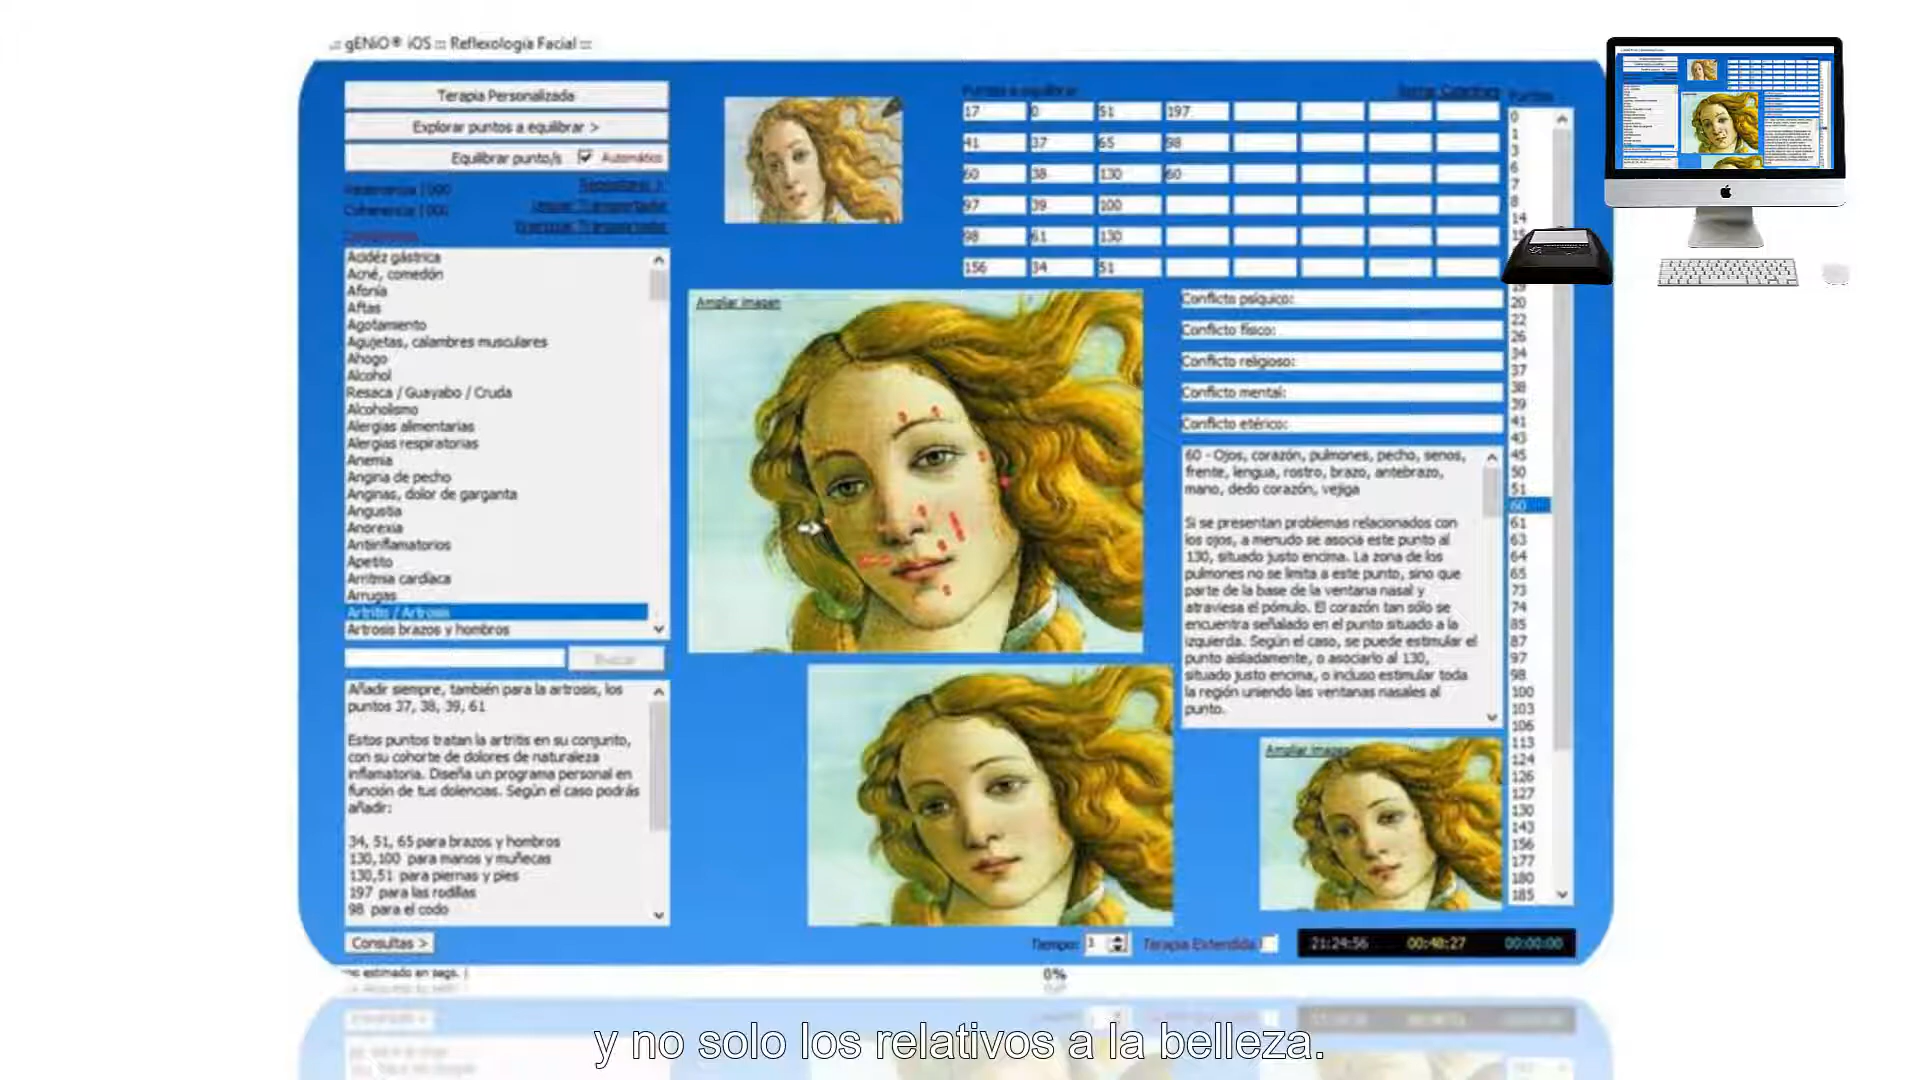 .:: gENiO® iOS ::: Reflexología Facial :::
Terapia Personalizada
Explorar puntos a equilibrar >
Equilibrar punto/s
Automático
Acidéz gástrica
Acné, comedón
Afonía
Aftas
Agotamiento
Agujetas, calambres musculares
Ahogo
Alcohol
Resaca / Guayabo / Cruda
Alcoholismo
Alergias alimentarias
Alergias respiratorias
Anemia
Angina de pecho
Anginas, dolor de garganta
Angustia
Anorexia
Antiinflamatorios
Apetito
Arritmia cardíaca
Arrugas
Artritis / Artrosis
Artrosis brazos y hombros
Buscar
Añadir siempre, también para la artrosis, los
puntos 37, 38, 39, 61
Estos puntos tratan la artritis en su conjunto,
con su cohorte de dolores de naturaleza
inflamatoria. Diseña un programa personal en
función de tus dolencias. Según el caso podrás
añadir:
34, 51, 65 para brazos y hombros
130,100 para manos y muñecas
130,51 para piernas y pies
197 para las rodillas
98 para el codo
Consultas >
Puntos a equilibrar
17 0 51 197
41 37 65 98
60 38 130 60
97 39 100
98 61 130
156 34 51
Ampliar imagen
Conflicto psíquico:
Conflicto físico:
Conflicto religioso:
Conflicto mental:
Conflicto etérico:
60 - Ojos, corazón, pulmones, pecho, senos,
frente, lengua, rostro, brazo, antebrazo,
mano, dedo corazón, vejiga
Si se presentan problemas relacionados con
los ojos, a menudo se asocia este punto al
130, situado justo encima. La zona de los
pulmones no se limita a este punto, sino que
parte de la base de la ventana nasal y
atraviesa el pómulo. El corazón tan sólo se
encuentra señalado en el punto situado a la
izquierda. Según el caso, se puede estimular el
punto aisladamente, o asociarlo al 130,
situado justo encima, o incluso estimular toda
la región uniendo las ventanas nasales al
punto.
Ampliar imagen
Puntos
0
1
3
6
7
8
14
19
20
22
26
34
37
38
39
41
43
45
50
51
60
61
63
64
65
73
74
85
87
97
98
100
103
106
113
124
126
127
130
143
156
177
180
185
Tiempo: 3
Terapia Extendida
21:24:56 00:48:27 00:00:00
0%
y no solo los relativos a la belleza.